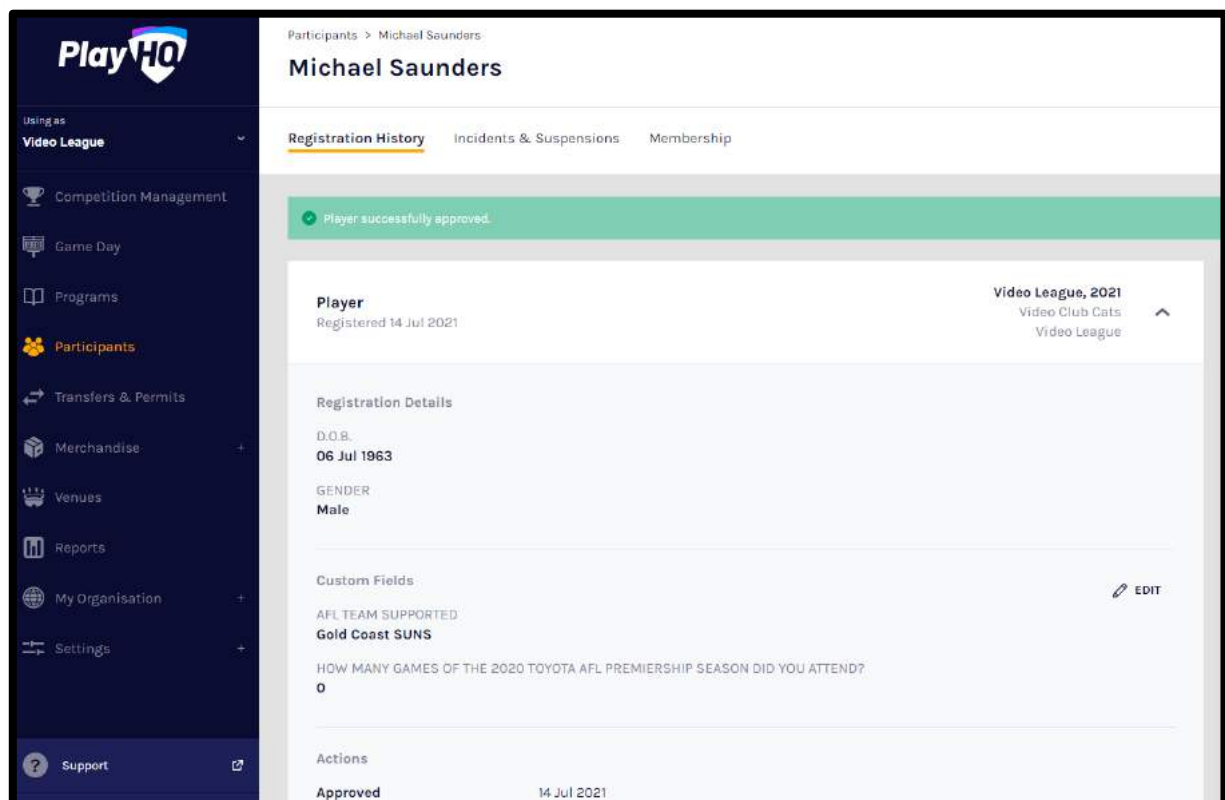 PlayHQ
Using as
Video League
Competition Management
Game Day
Programs
Participants
Transfers & Permits
Merchandise +
Venues
Reports
My Organisation +
Settings +
? Support
Participants > Michael Saunders
Michael Saunders
Registration History Incidents & Suspensions Membership
Player successfully approved.
Player
Registered 14 Jul 2021
Video League, 2021
Video Club Cats
Video League
Registration Details
D.O.B.
06 Jul 1963
GENDER
Male
Custom Fields
EDIT
AFL TEAM SUPPORTED
Gold Coast SUNS
HOW MANY GAMES OF THE 2020 TOYOTA AFL PREMIERSHIP SEASON DID YOU ATTEND?
0
Actions
Approved 14 Jul 2021